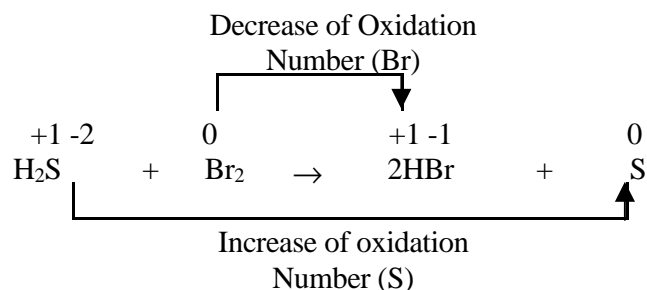 Decrease of Oxidation
Number (Br)
+1 -2 0 +1 -1 0
H₂S + Br₂ → 2HBr + S
Increase of oxidation
Number (S)